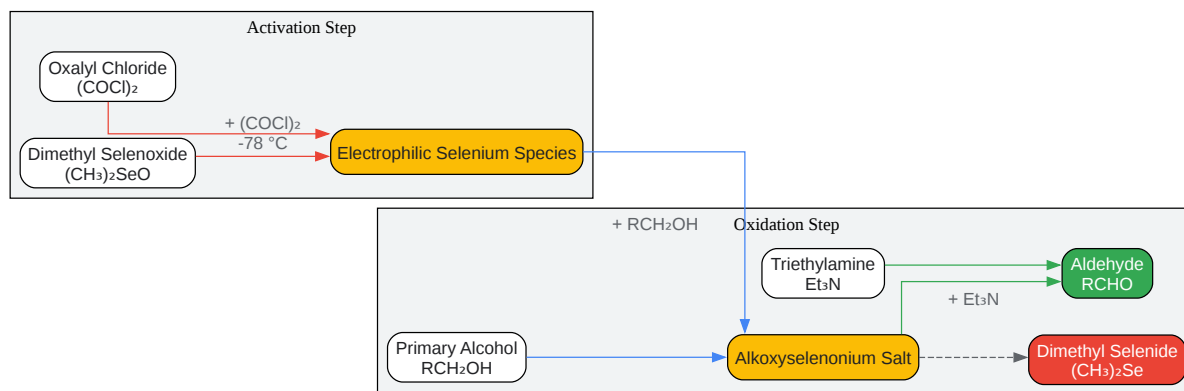 Activation Step
Oxalyl Chloride
(COCl)₂
+ (COCl)₂
-78 °C
Dimethyl Selenoxide
(CH₃)₂SeO
Electrophilic Selenium Species
+ RCH₂OH
Oxidation Step
Triethylamine
Et₃N
Aldehyde
RCHO
+ Et₃N
Primary Alcohol
RCH₂OH
Alkoxyselenonium Salt
Dimethyl Selenide
(CH₃)₂Se